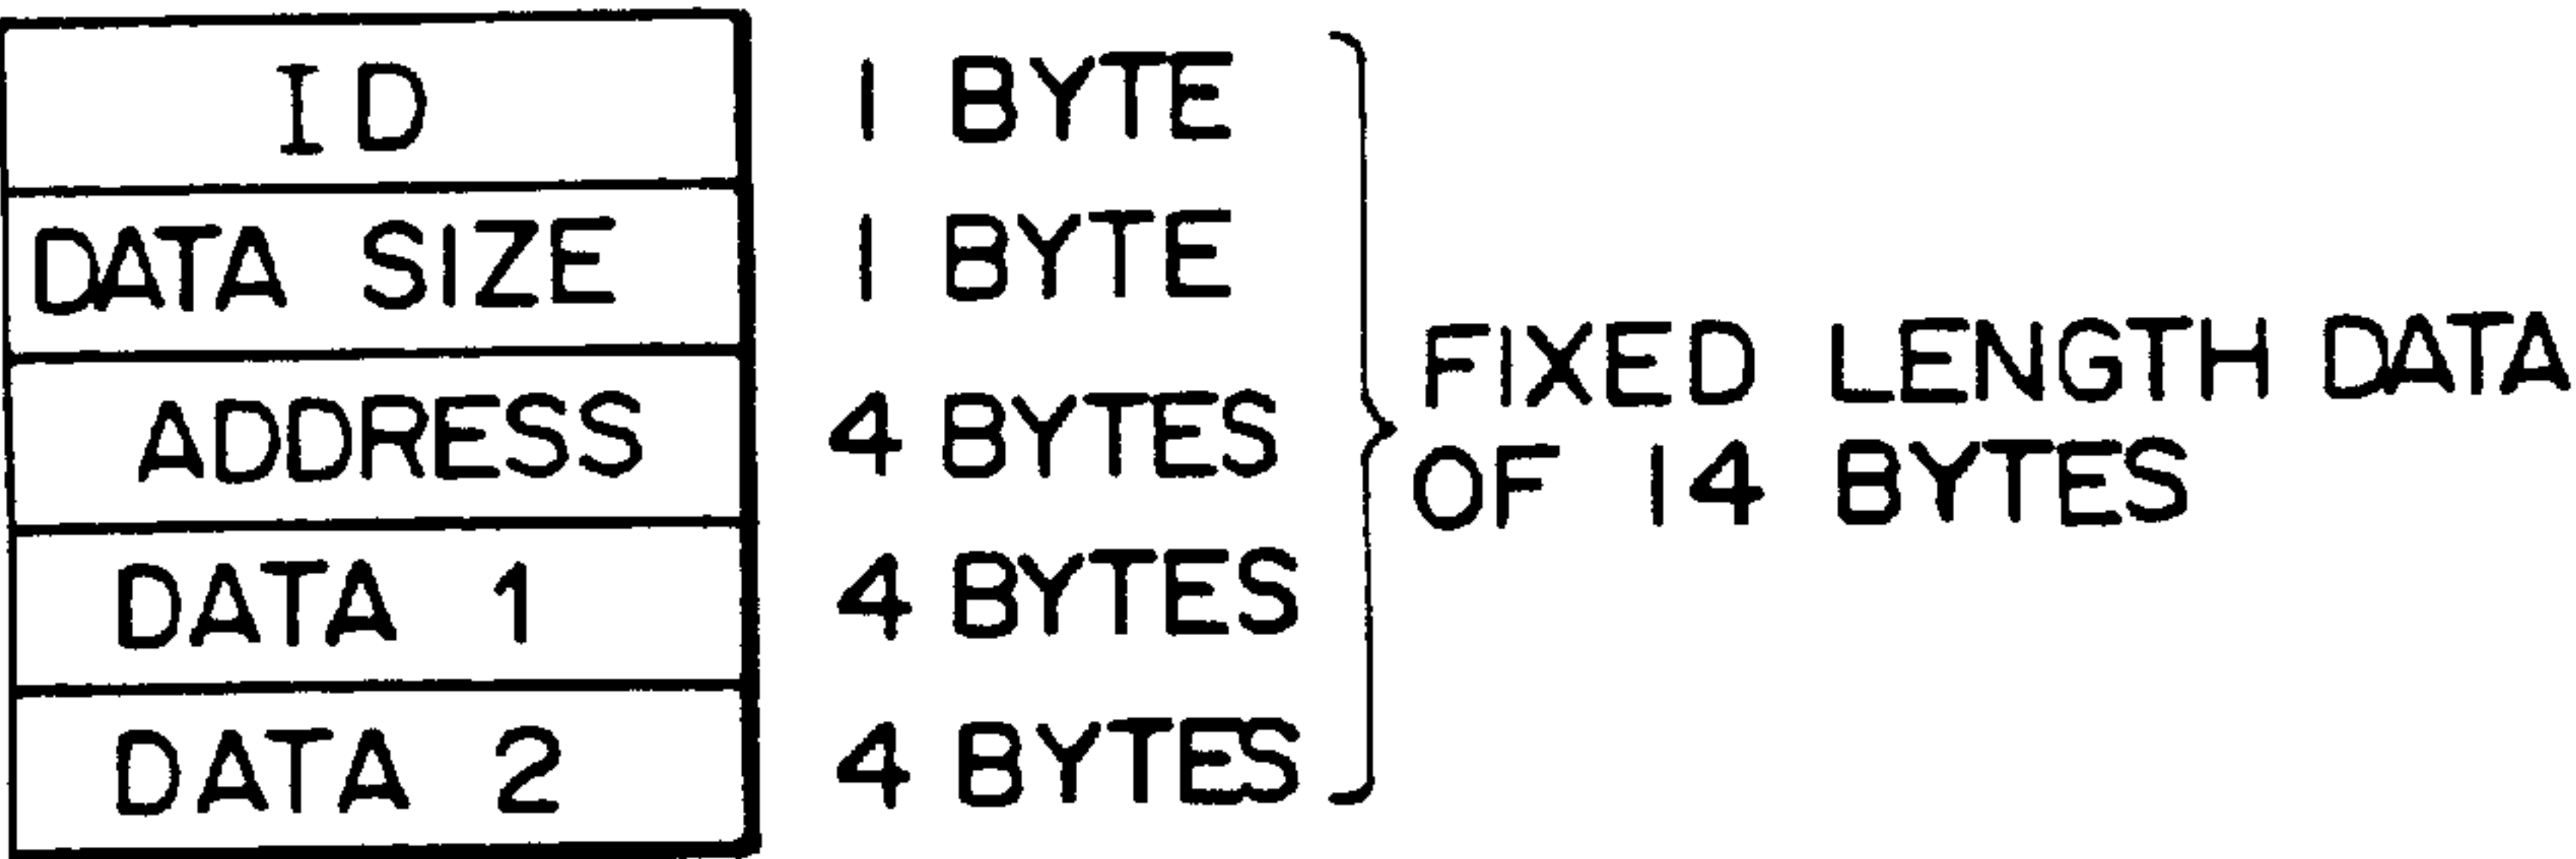 ID 1 BYTE
DATA SIZE 1 BYTE
ADDRESS 4 BYTES
DATA 1 4 BYTES
DATA 2 4 BYTES
FIXED LENGTH DATA
OF 14 BYTES